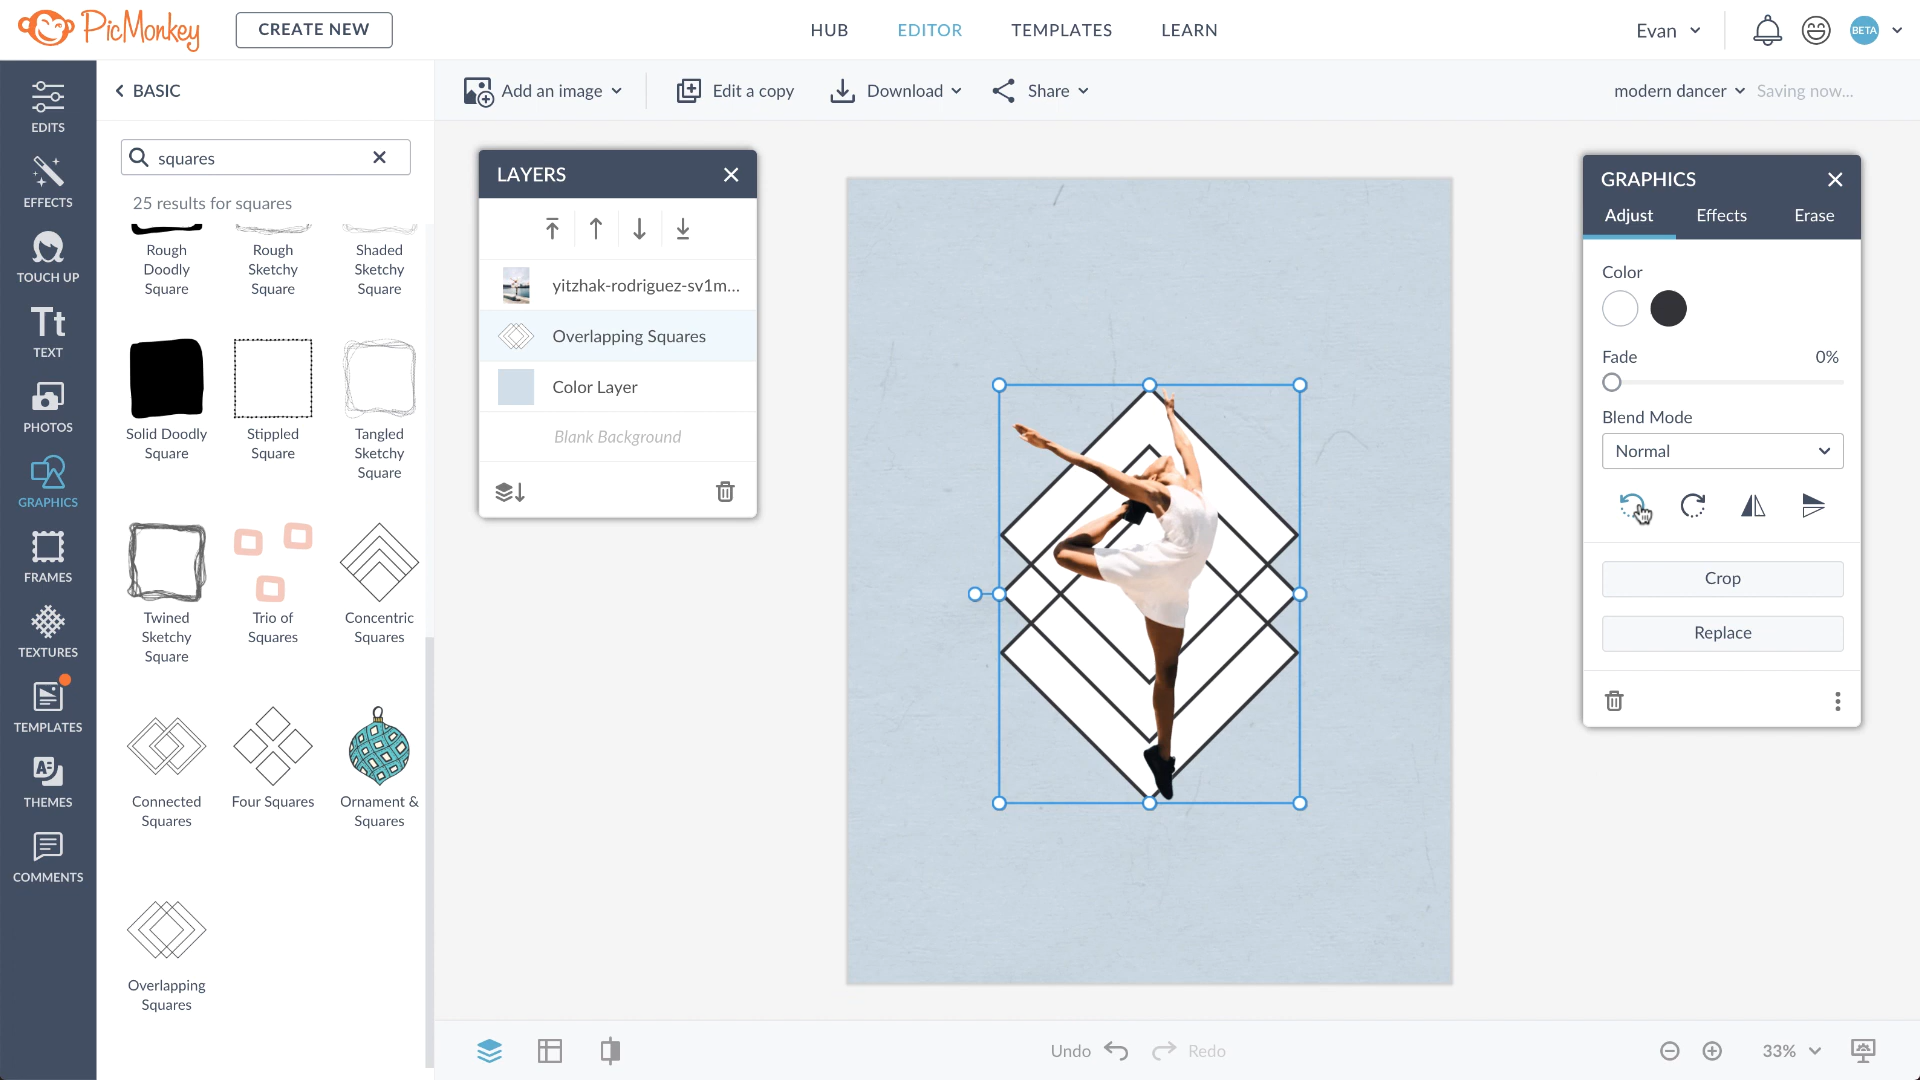 PicMonkey
CREATE NEW
HUB
EDITOR
TEMPLATES
LEARN
Evan
BETA
EDITS
EFFECTS
TOUCH UP
Tt
TEXT
PHOTOS
GRAPHICS
FRAMES
TEXTURES
TEMPLATES
THEMES
COMMENTS
BASIC
squares
25 results for squares
Rough
Doodly
Square
Rough
Sketchy
Square
Shaded
Sketchy
Square
Solid Doodly
Square
Stippled
Square
Tangled
Sketchy
Square
Twined
Sketchy
Square
Trio of
Squares
Concentric
Squares
Connected
Squares
Four Squares
Ornament &
Squares
Overlapping
Squares
Add an image
Edit a copy
Download
Share
modern dancer
Saving now...
LAYERS
yitzhak-rodriguez-sv1m...
Overlapping Squares
Color Layer
Blank Background
GRAPHICS
Adjust
Effects
Erase
Color
Fade 0%
Blend Mode
Normal
Crop
Replace
Undo
Redo
33%